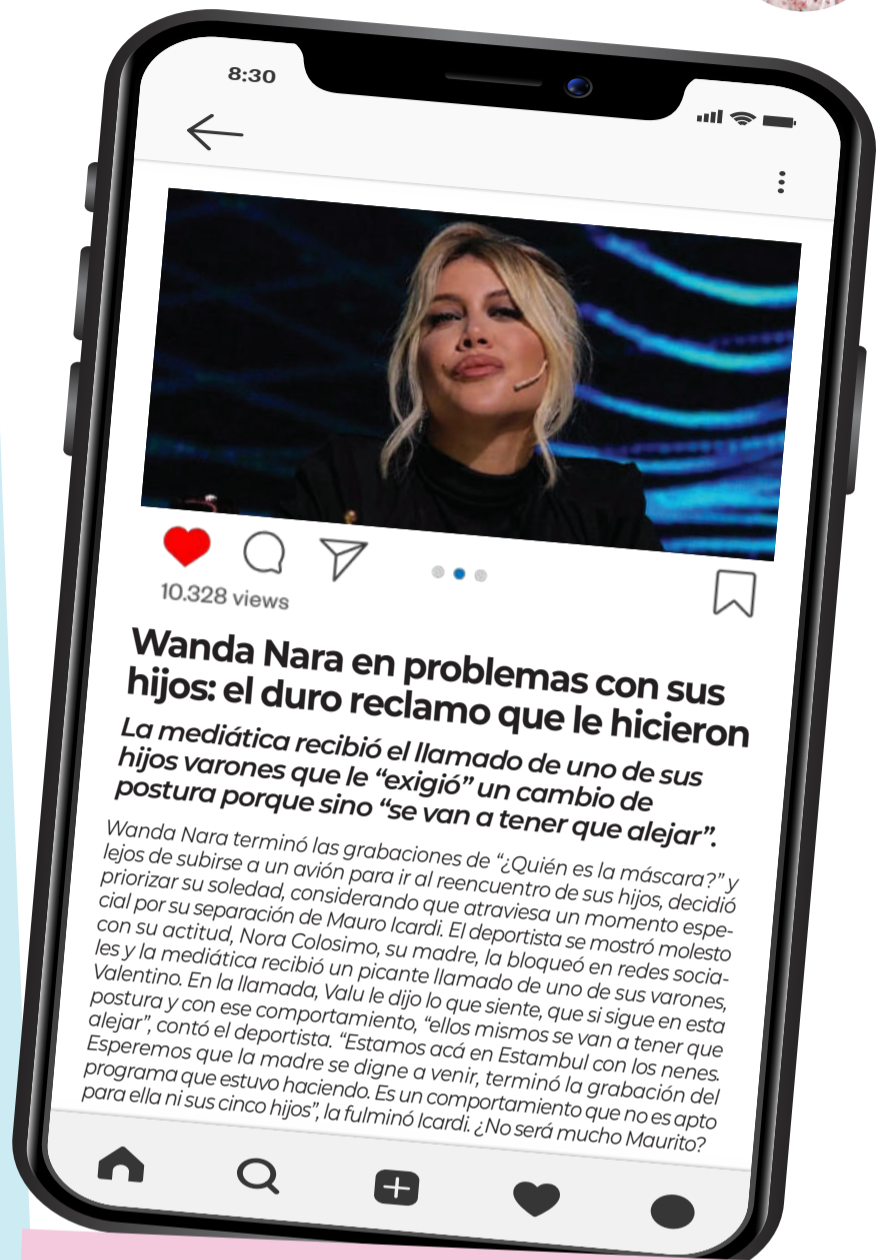 8:30
10.328 views
Wanda Nara en problemas con sus
hijos: el duro reclamo que le hicieron
La mediática recibió el llamado de uno de sus
hijos varones que le “exigió” un cambio de
postura porque sino “se van a tener que alejar”.
Wanda Nara terminó las grabaciones de “¿Quién es la máscara?” y
lejos de subirse a un avión para ir al reencuentro de sus hijos, decidió
priorizar su soledad, considerando que atraviesa un momento espe-
cial por su separación de Mauro Icardi. El deportista se mostró molesto
con su actitud, Nora Colosimo, su madre, la bloqueó en redes socia-
les y la mediática recibió un picante llamado de uno de sus varones,
Valentino. En la llamada, Valu le dijo lo que siente, que si sigue en esta
postura y con ese comportamiento, “ellos mismos se van a tener que
alejar”, contó el deportista. “Estamos acá en Estambul con los nenes.
Esperemos que la madre se digne a venir, terminó la grabación del
programa que estuvo haciendo. Es un comportamiento que no es apto
para ella ni sus cinco hijos”, la fulminó Icardi. ¿No será mucho Maurito?